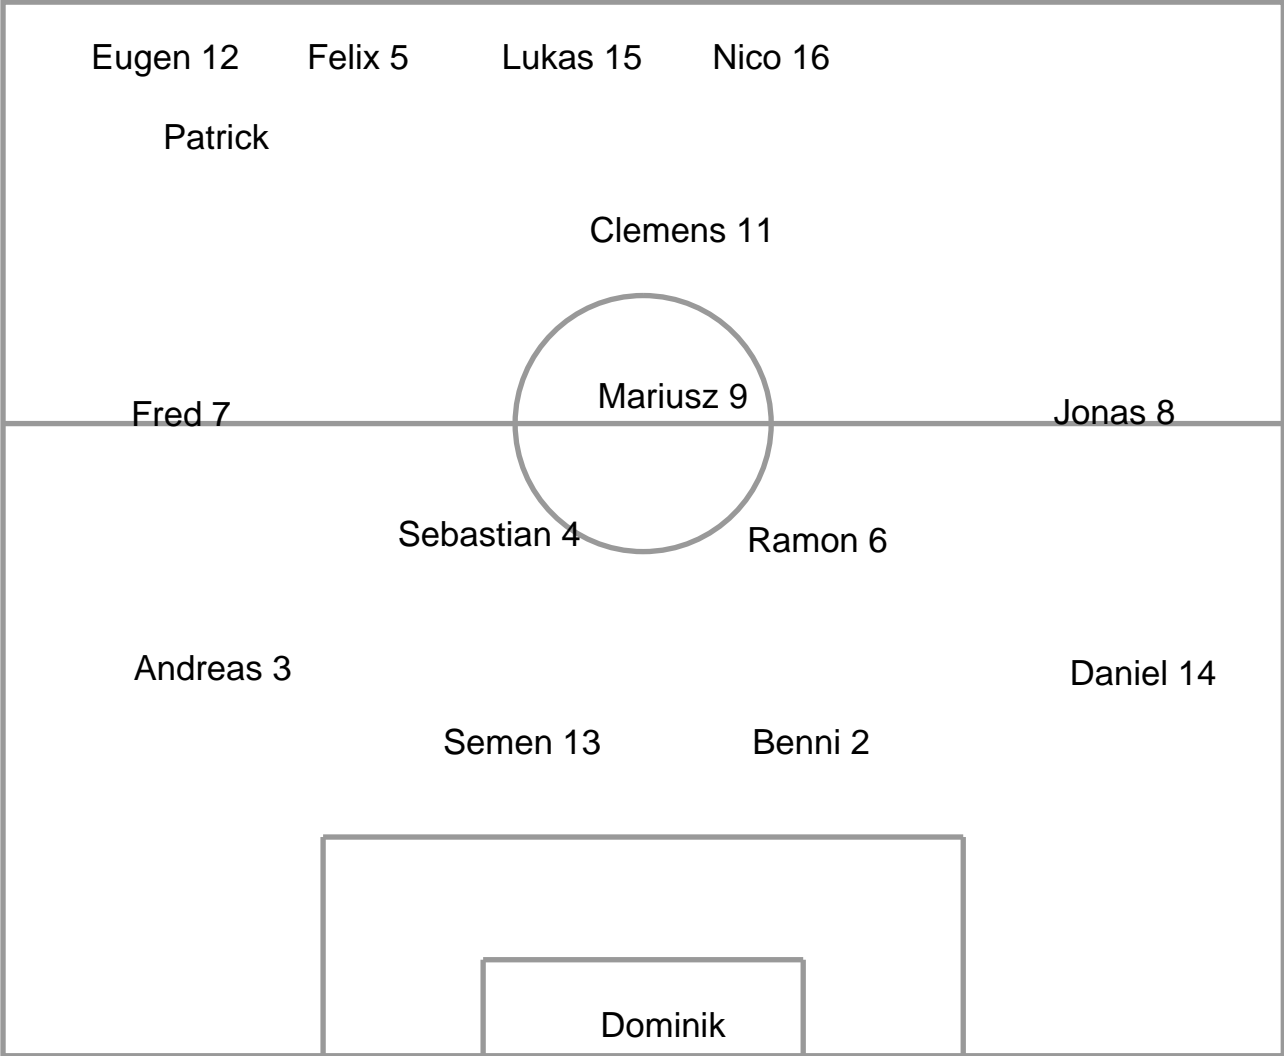 Eugen 12 Felix 5 Lukas 15 Nico 16
Patrick
Clemens 11
Mariusz 9
Fred 7 Jonas 8
Sebastian 4 Ramon 6
Andreas 3 Daniel 14
Semen 13 Benni 2
Dominik